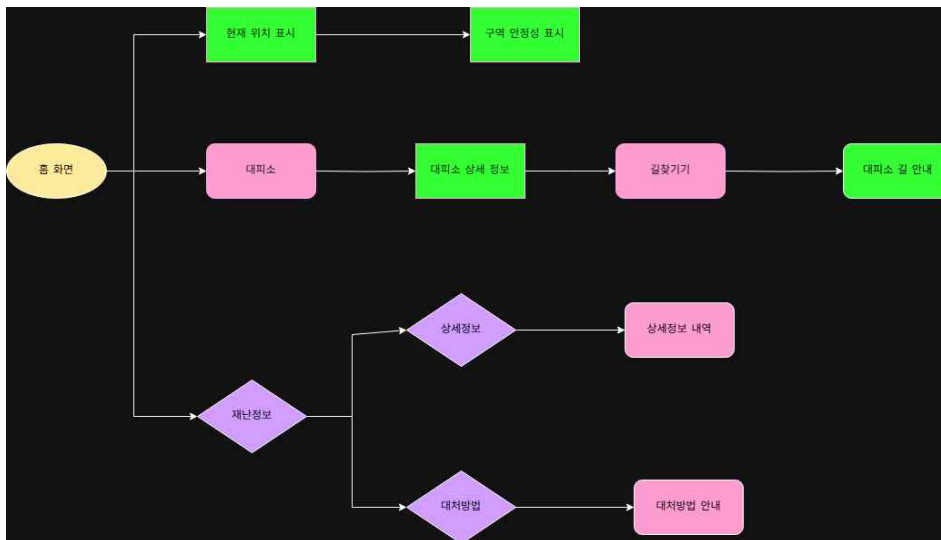 현재 위치 표시
구역 안정성 표시
홈 화면
대피소
대피소 상세 정보
길찾기기
대피소 길 안내
상세정보
상세정보 내역
재난정보
대처방법
대처방법 안내